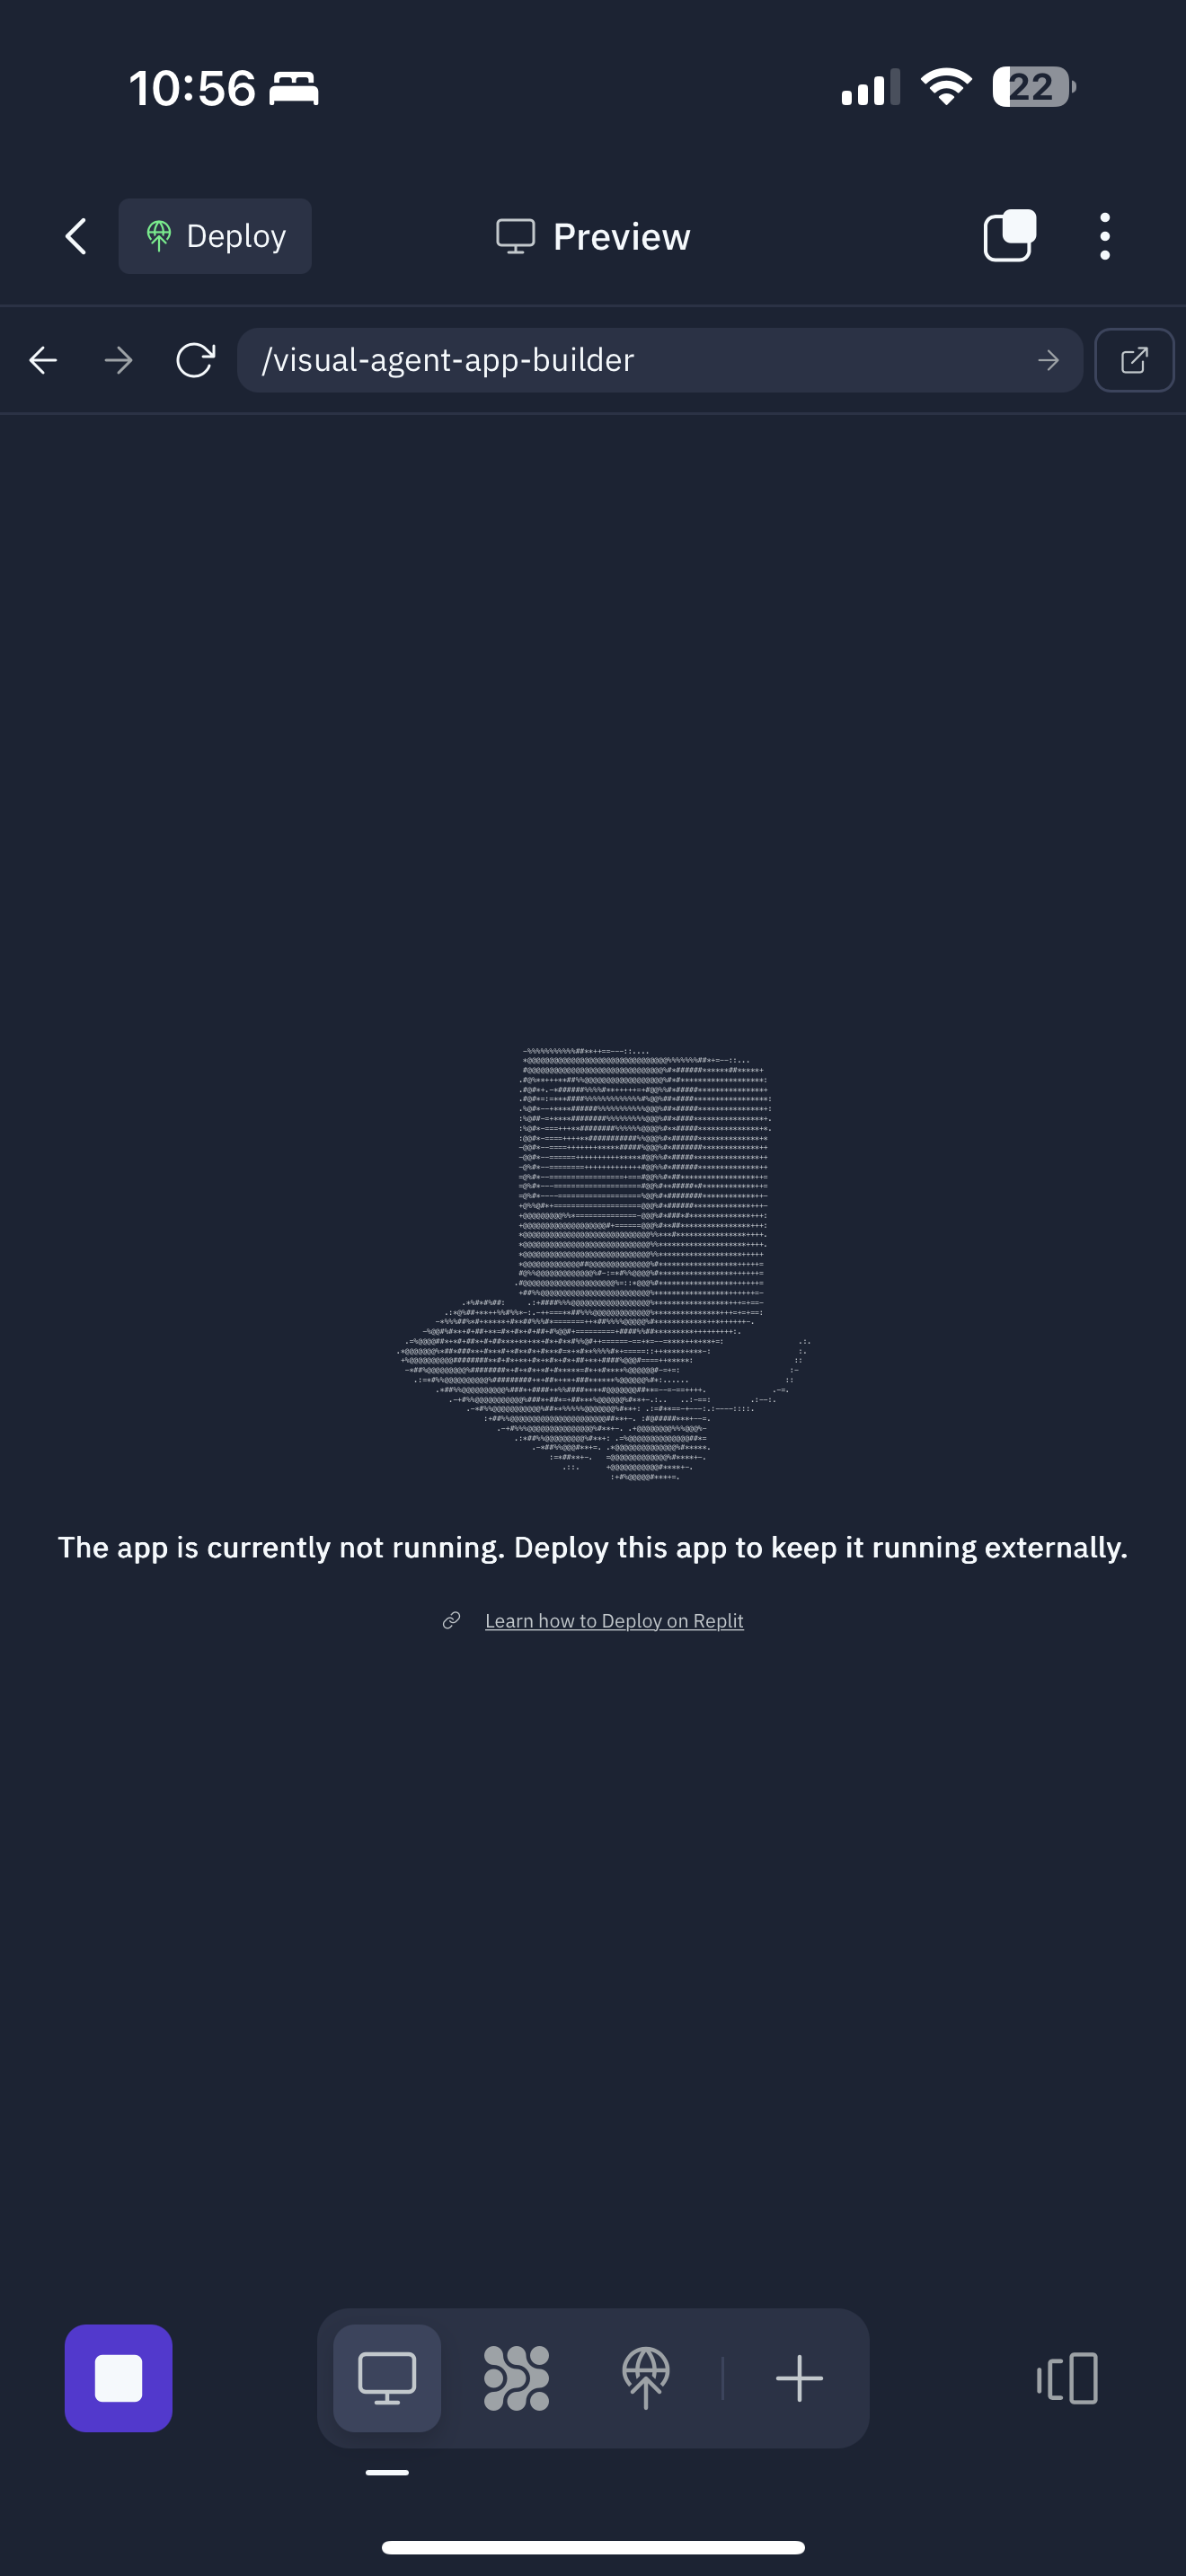 10:56
22
Deploy
Preview
/visual-agent-app-builder
The app is currently not running. Deploy this app to keep it running externally.
Learn how to Deploy on Replit